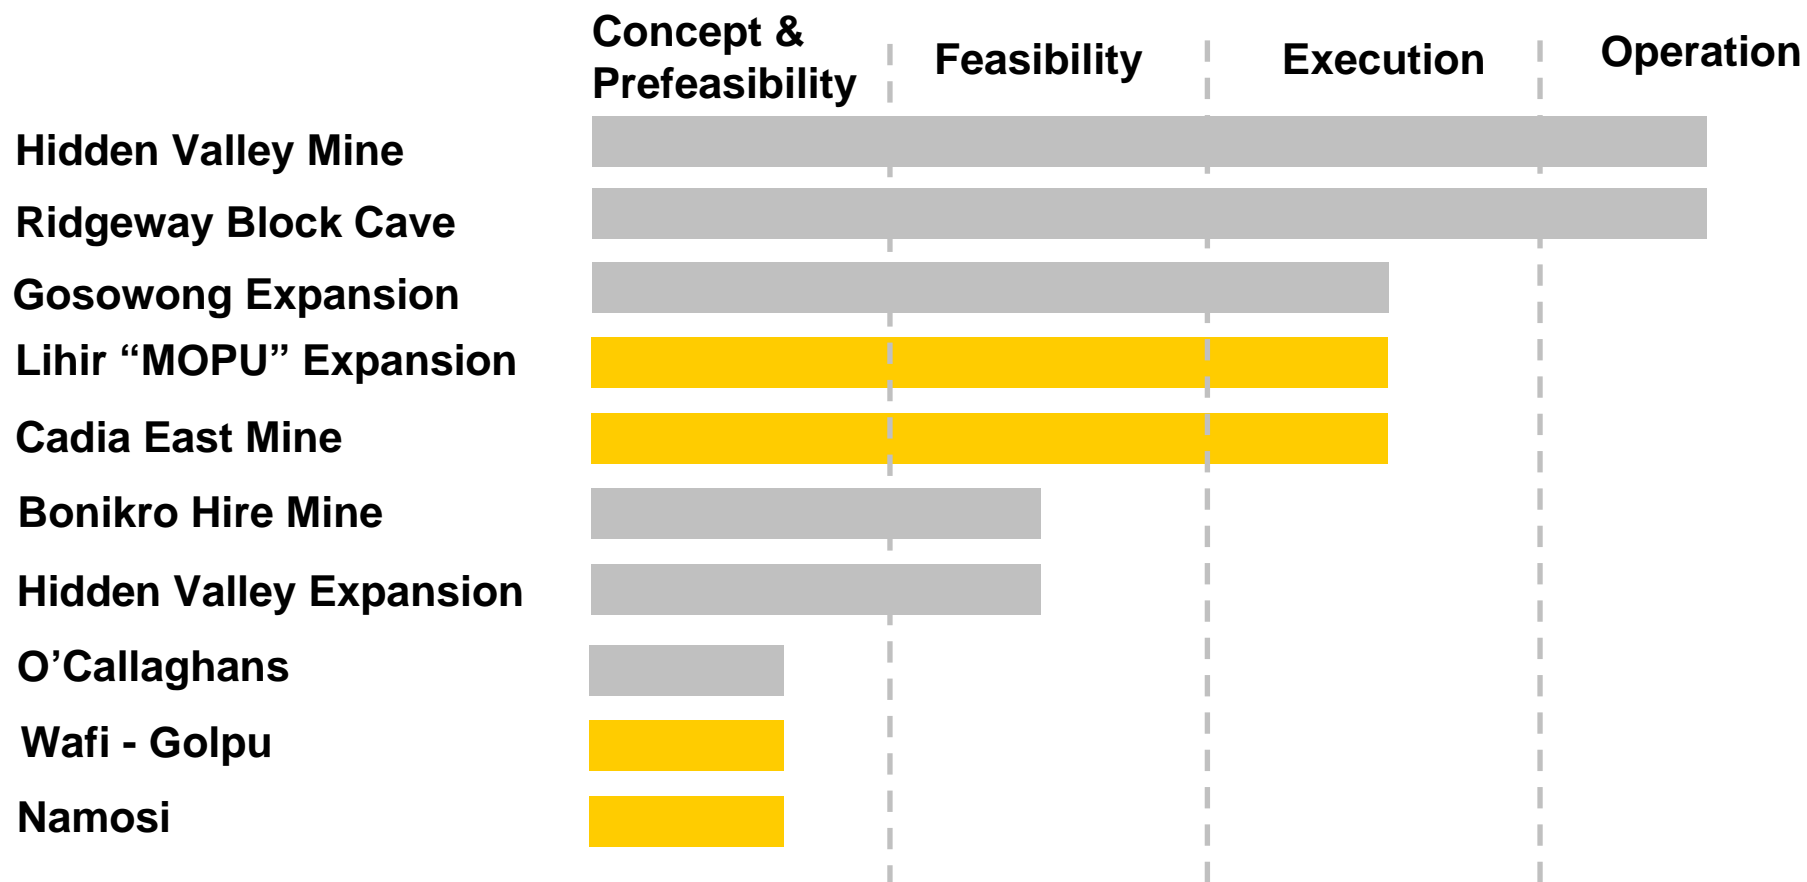 Concept &
Prefeasibility
Feasibility
Execution
Operation
Hidden Valley Mine
Ridgeway Block Cave
Gosowong Expansion
Lihir “MOPU” Expansion
Cadia East Mine
Bonikro Hire Mine
Hidden Valley Expansion
O’Callaghans
Wafi - Golpu
Namosi